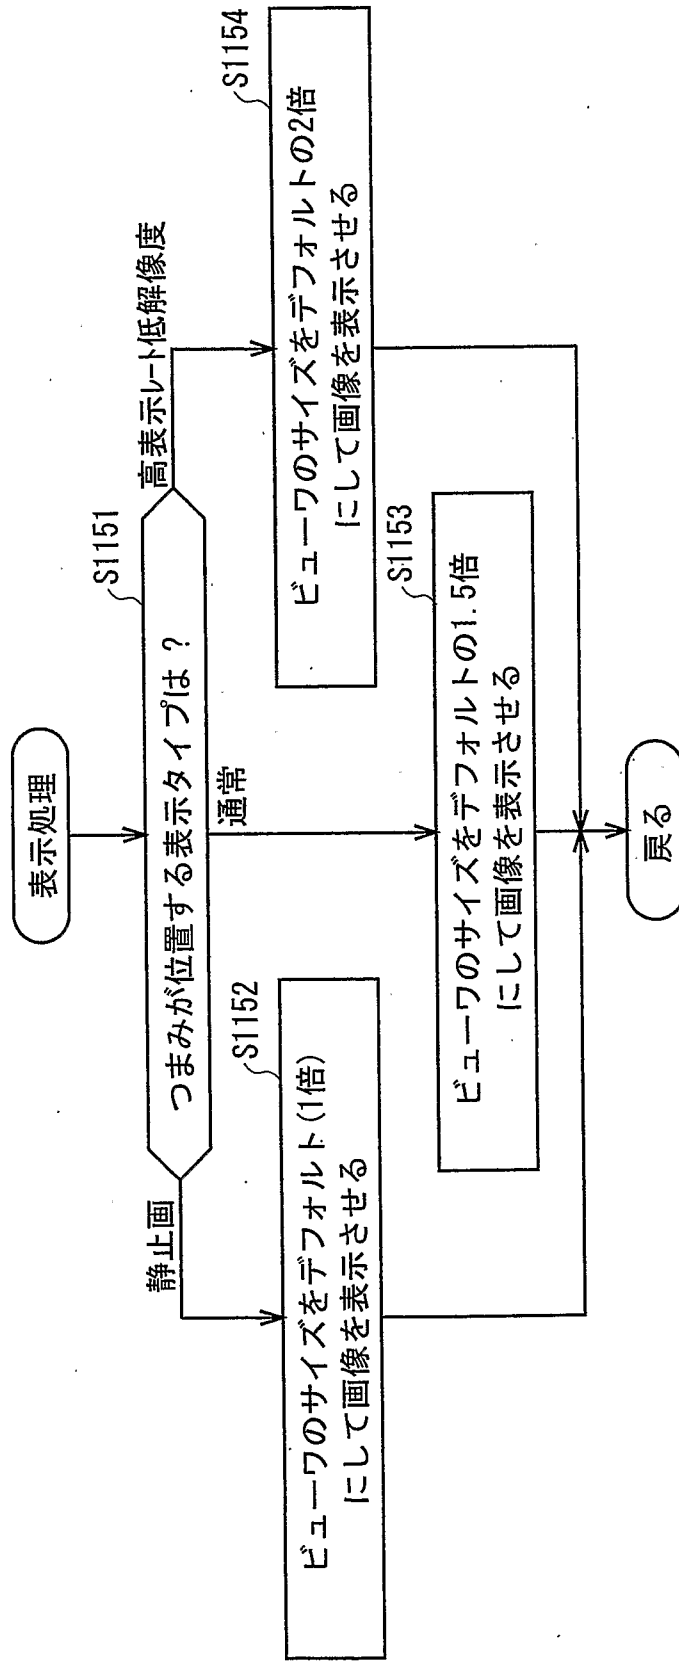 表示処理
S1151
つまみが位置する表示タイプは？
静止画
通常
高表示レート低解像度
S1152
ビューワのサイズをデフォルト(1倍)
にして画像を表示させる
S1153
ビューワのサイズをデフォルトの1.5倍
にして画像を表示させる
S1154
ビューワのサイズをデフォルトの2倍
にして画像を表示させる
戻る